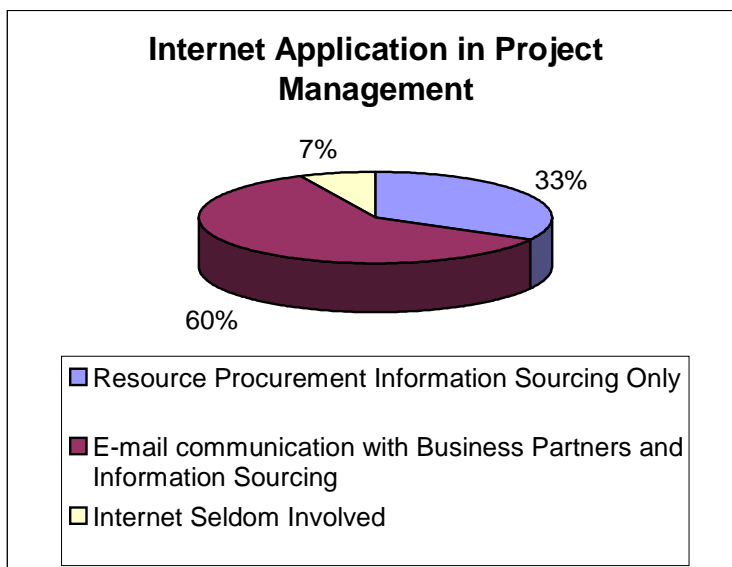 Internet Application in Project
Management
7%
33%
60%
Resource Procurement Information Sourcing Only
E-mail communication with Business Partners and
Information Sourcing
Internet Seldom Involved